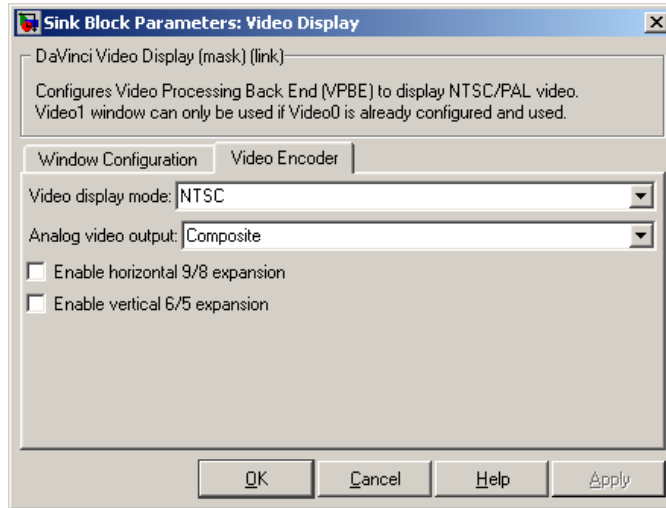 Sink Block Parameters: Video Display
DaVinci Video Display (mask) (link)
Configures Video Processing Back End (VPBE) to display NTSC/PAL video.
Video1 window can only be used if Video0 is already configured and used.
Window Configuration Video Encoder
Video display mode: NTSC
Analog video output: Composite
Enable horizontal 9/8 expansion
Enable vertical 6/5 expansion
OK Cancel Help Apply